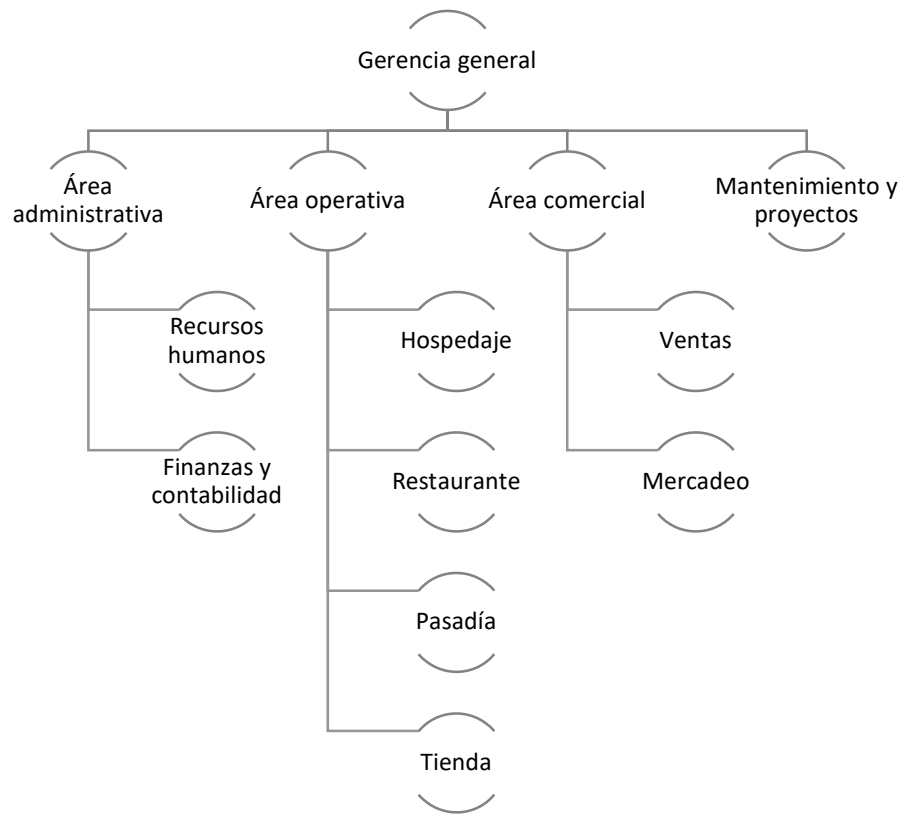 Gerencia general
Área
administrativa
Área operativa
Área comercial
Mantenimiento y
proyectos
Recursos
humanos
Finanzas y
contabilidad
Hospedaje
Restaurante
Pasadía
Tienda
Ventas
Mercadeo